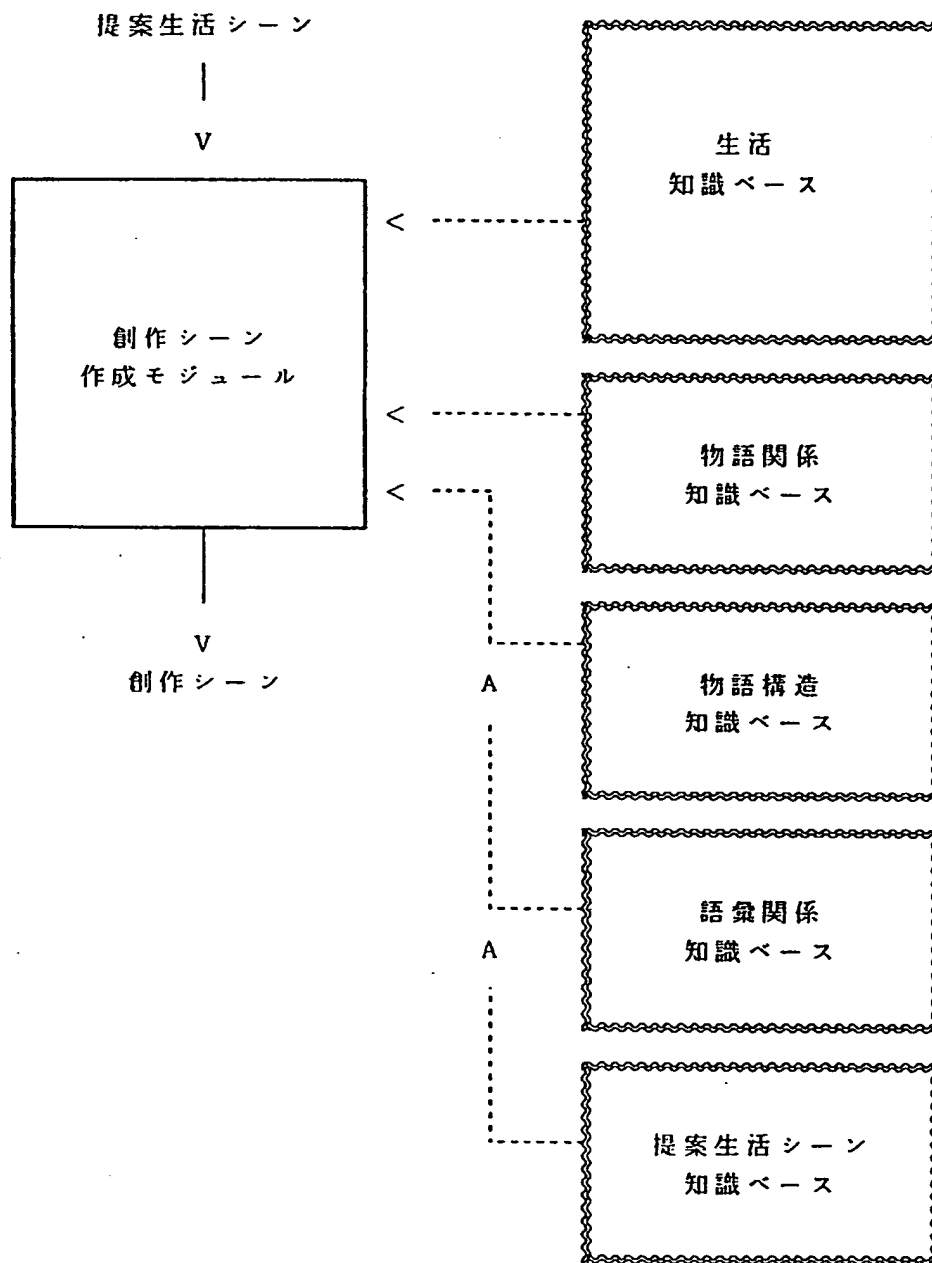 提案生活シーン
V
創作シーン
作成モジュール
V
創作シーン
生活
知識ベース
<
物語関係
知識ベース
<
<
物語構造
知識ベース
A
語彙関係
知識ベース
A
提案生活シーン
知識ベース